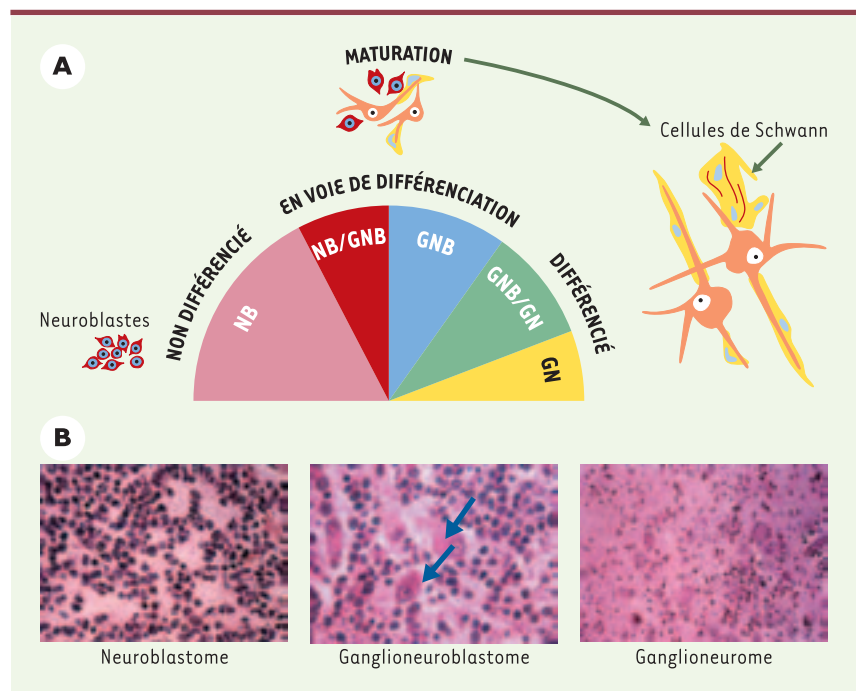 A
MATURATION
Cellules de Schwann
EN VOIE DE DIFFÉRENCIATION
NON DIFFÉRENCIÉ
DIFFÉRENCIÉ
NB/GNB
GNB
GNB/GN
NB
GN
Neuroblastes
B
Neuroblastome
Ganglioneuroblastome
Ganglioneurome